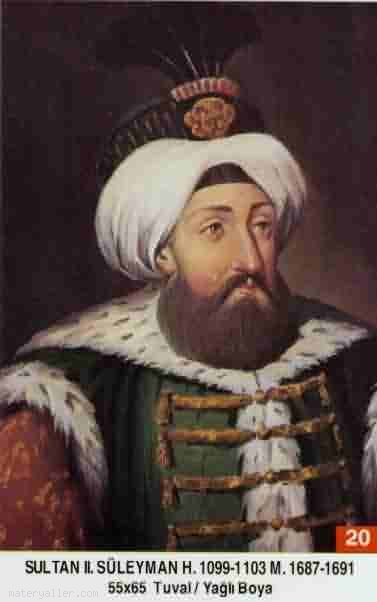 20
SULTAN II. SÜLEYMAN H. 1099-1103 M. 1687-1691
55x65 Tuval / Yağlı Boya
materyaller.com